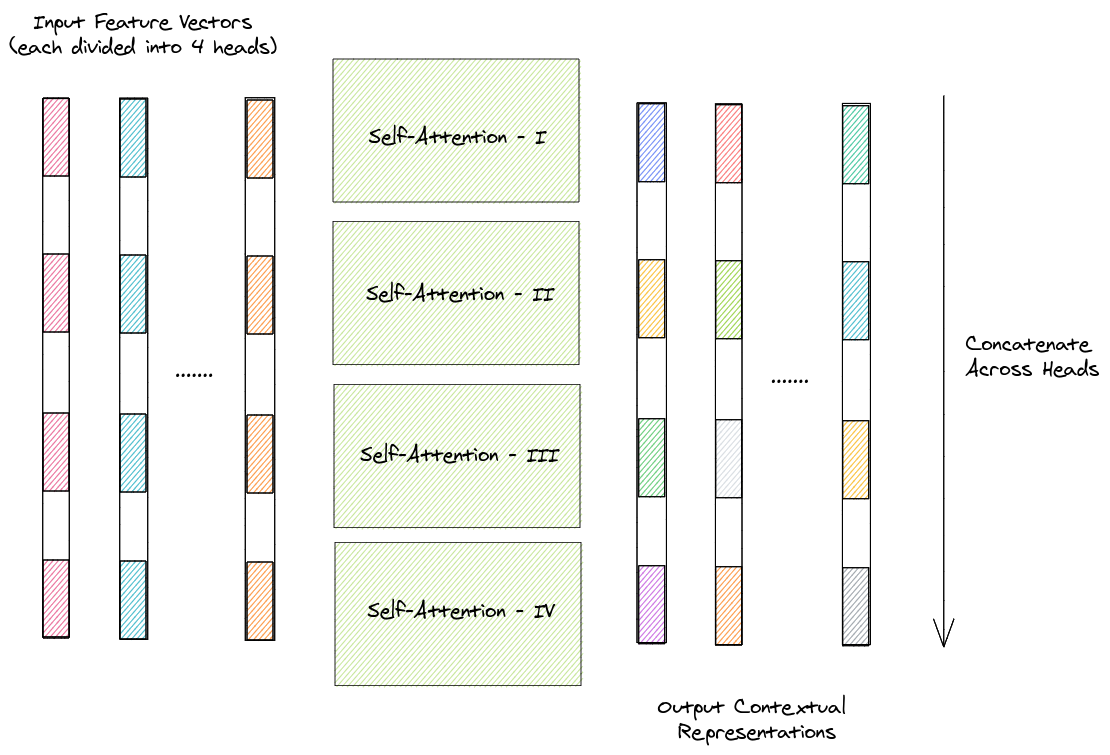 Input Feature Vectors
(each divided into 4 heads)
Self-Attention - I
Self-Attention - II
Self-Attention - III
Self-Attention - IV
.......
.......
Concatenate
Across Heads
Output Contextual
Representations